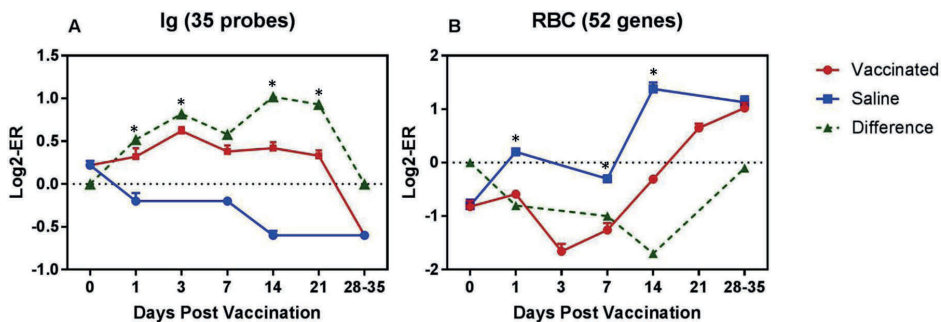 A
Ig (35 probes)
Log2-ER
1.5
1.0
0.5
0.0
-0.5
-1.0
*
*
*
*
0 1 3 7 14 21 28-35
Days Post Vaccination
B
RBC (52 genes)
Log2-ER
2
1
0
-1
-2
*
*
*
0 1 3 7 14 21 28-35
Days Post Vaccination
Vaccinated
Saline
Difference